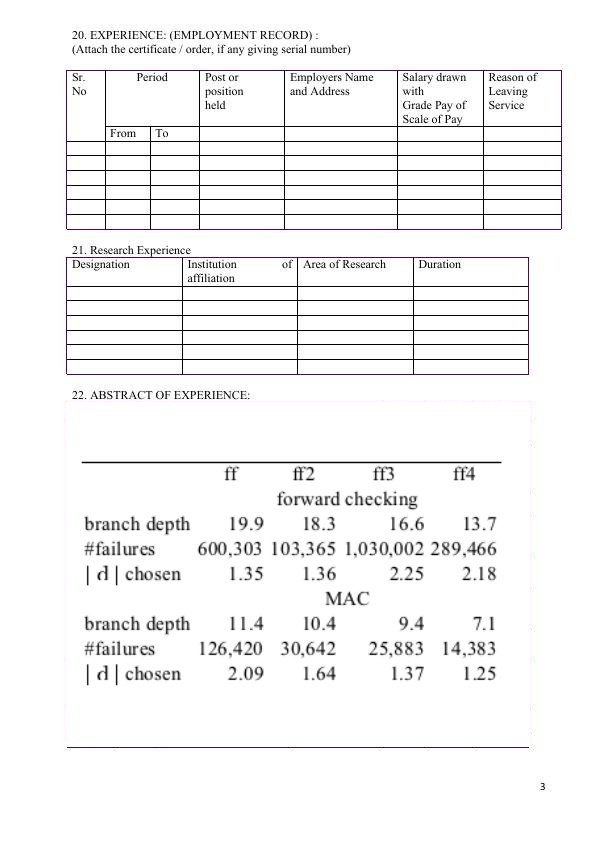 20. EXPERIENCE: (EMPLOYMENT RECORD) :
(Attach the certificate / order, if any giving serial number)
Sr. No Period Post or position held Employers Name and Address Salary drawn with Grade Pay of Scale of Pay Reason of Leaving Service
From To
21. Research Experience
Designation Institution of affiliation Area of Research Duration
22. ABSTRACT OF EXPERIENCE:
ff ff2 ff3 ff4
forward checking
branch depth 19.9 18.3 16.6 13.7
#failures 600,303 103,365 1,030,002 289,466
| d | chosen 1.35 1.36 2.25 2.18
MAC
branch depth 11.4 10.4 9.4 7.1
#failures 126,420 30,642 25,883 14,383
| d | chosen 2.09 1.64 1.37 1.25
3